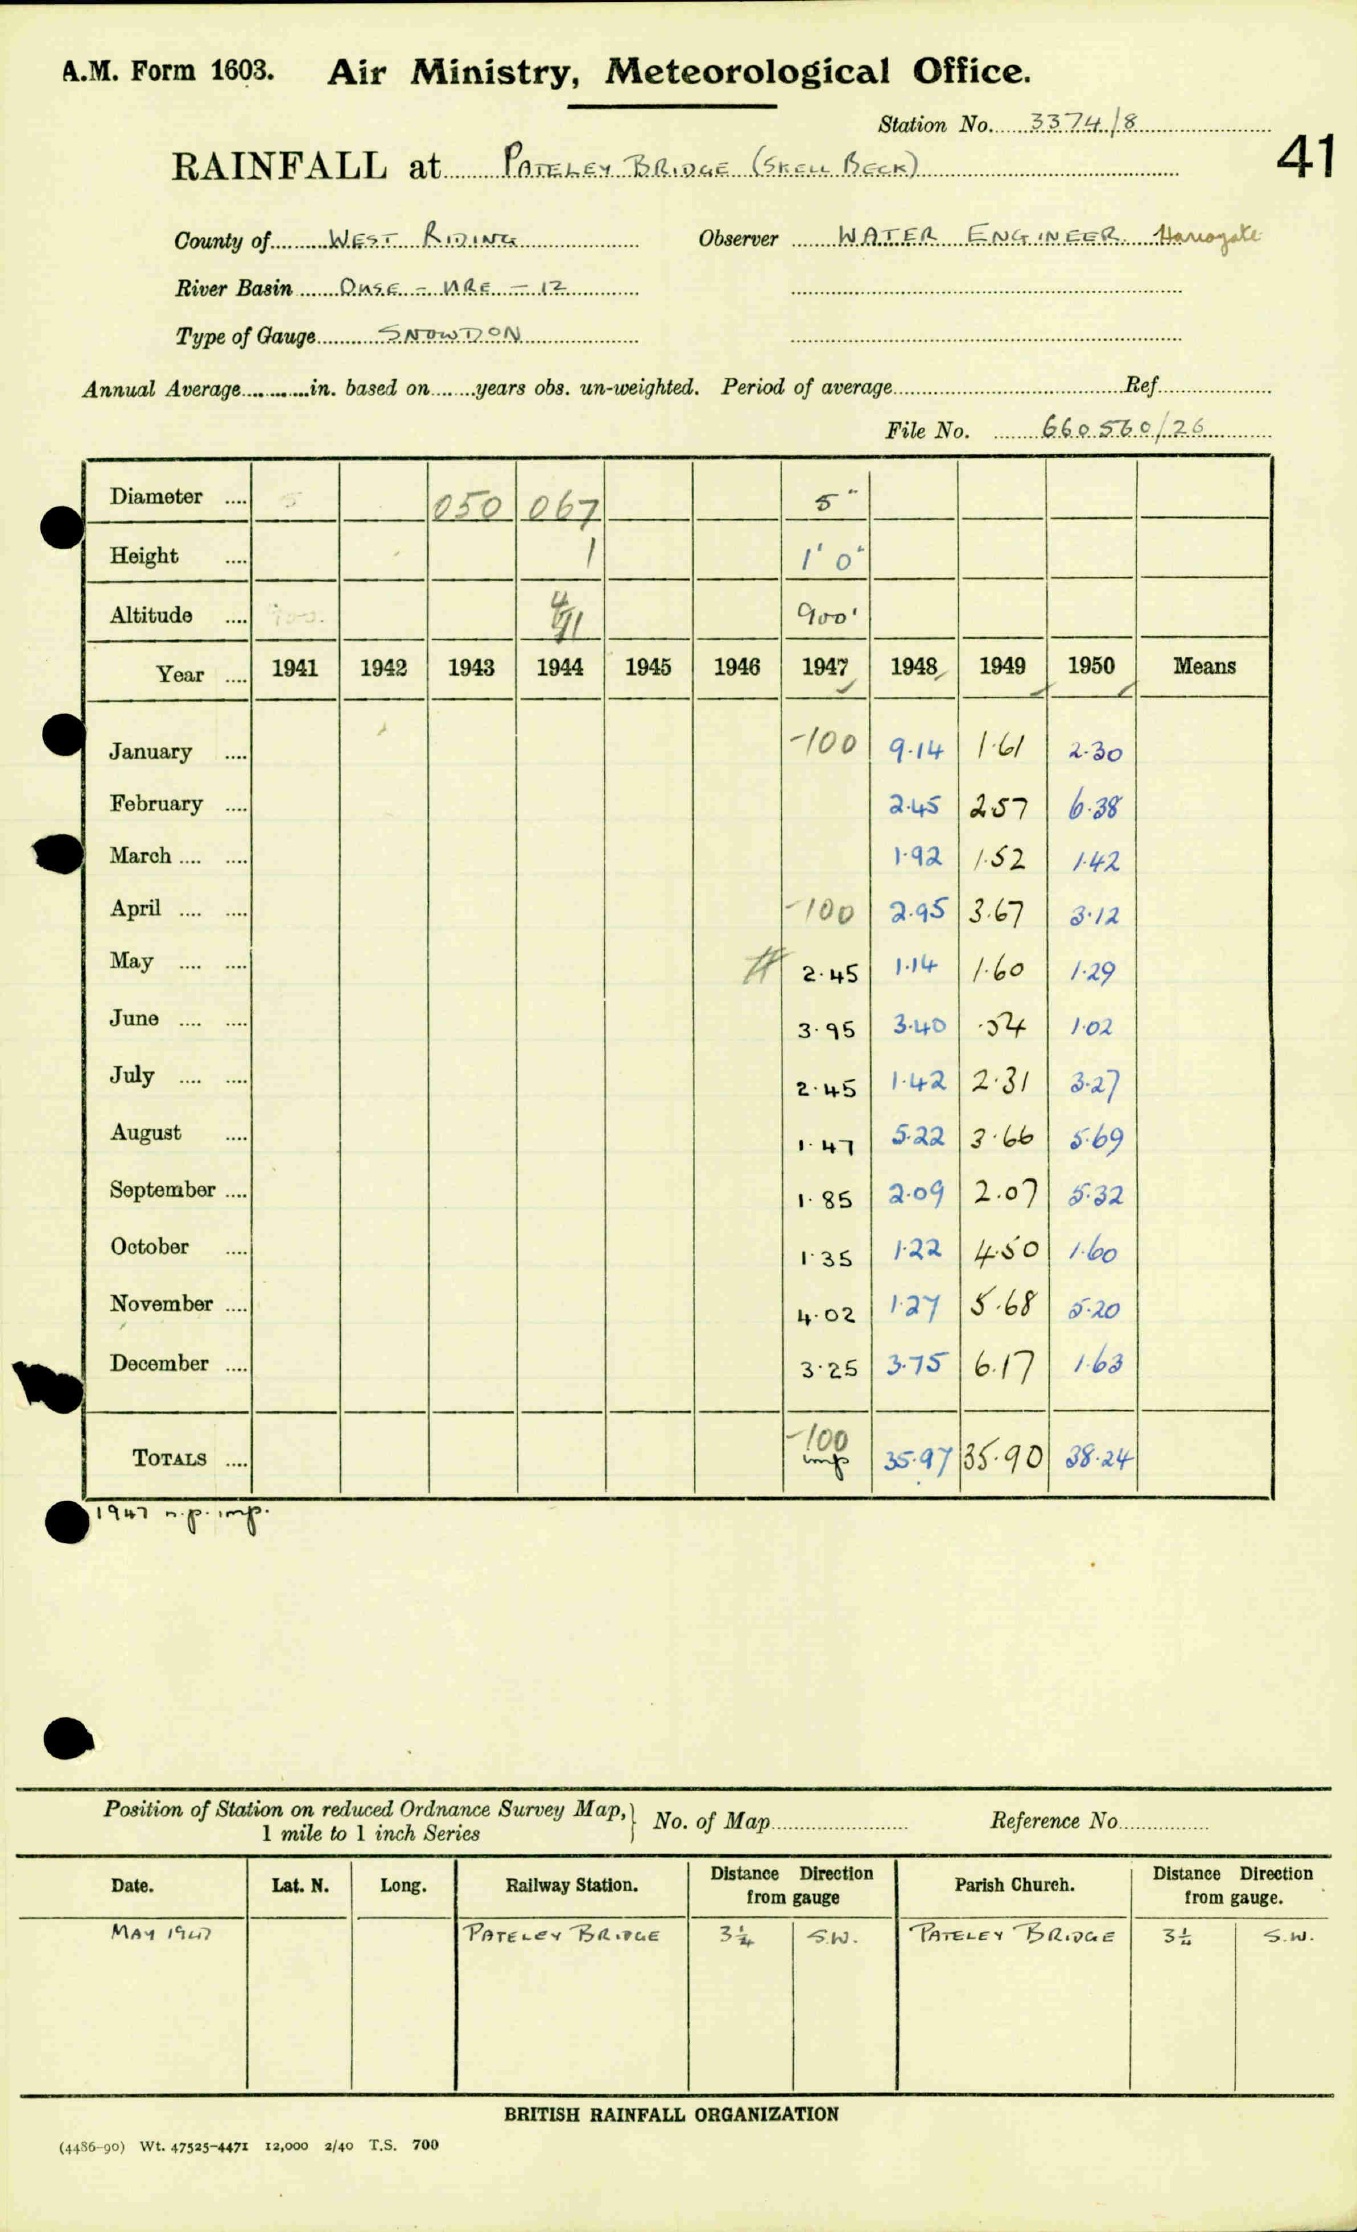 A.M. Form 1603. Air Ministry, Meteorological Office.
Station No. 3374/8
41
RAINFALL at PATELEY BRIDGE (SKELL BECK)
County of WEST RIDING Observer WATER ENGINEER Harrogate
River Basin OUSE - URE - 12
Type of Gauge SNOWDON
Annual Average in. based on years obs. un-weighted. Period of average Ref
File No. 660560/26
Diameter 5 050 067 5"
Height 1 1' 0"
Altitude 900. 900'
Year 1941 1942 1943 1944 1945 1946 1947 1948 1949 1950 Means
January -100 9.14 1.61 2.30
February 2.45 2.57 6.38
March 1.92 1.52 1.42
April -100 2.95 3.67 3.12
May 2.45 1.14 1.60 1.29
June 3.95 3.40 .54 1.02
July 2.45 1.42 2.31 3.27
August 1.47 5.22 3.66 5.69
September 1.85 2.09 2.07 5.32
October 1.35 1.22 4.50 1.60
November 4.02 1.27 5.68 5.20
December 3.25 3.75 6.17 1.63
TOTALS -100 imp 35.97 35.90 38.24
1947 n.p. imp.
Position of Station on reduced Ordnance Survey Map, 1 mile to 1 inch Series } No. of Map Reference No
Date. Lat. N. Long. Railway Station. Distance Direction from gauge Parish Church. Distance Direction from gauge.
MAY 1947 PATELEY BRIDGE 3¼ S.W. PATELEY BRIDGE 3¼ S.W.
BRITISH RAINFALL ORGANIZATION
(4486-90) Wt. 47525-4471 12,000 2/40 T.S. 700